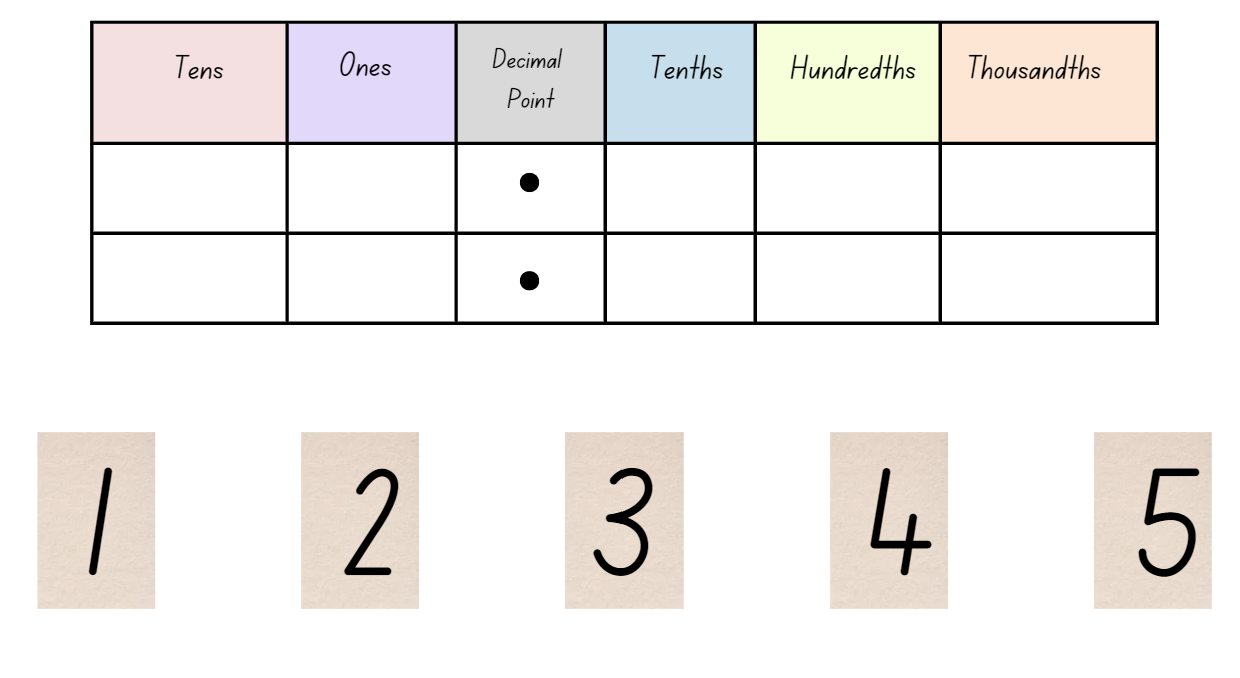 Tens Ones Decimal Point Tenths Hundredths Thousandths
•
•
1 2 3 4 5